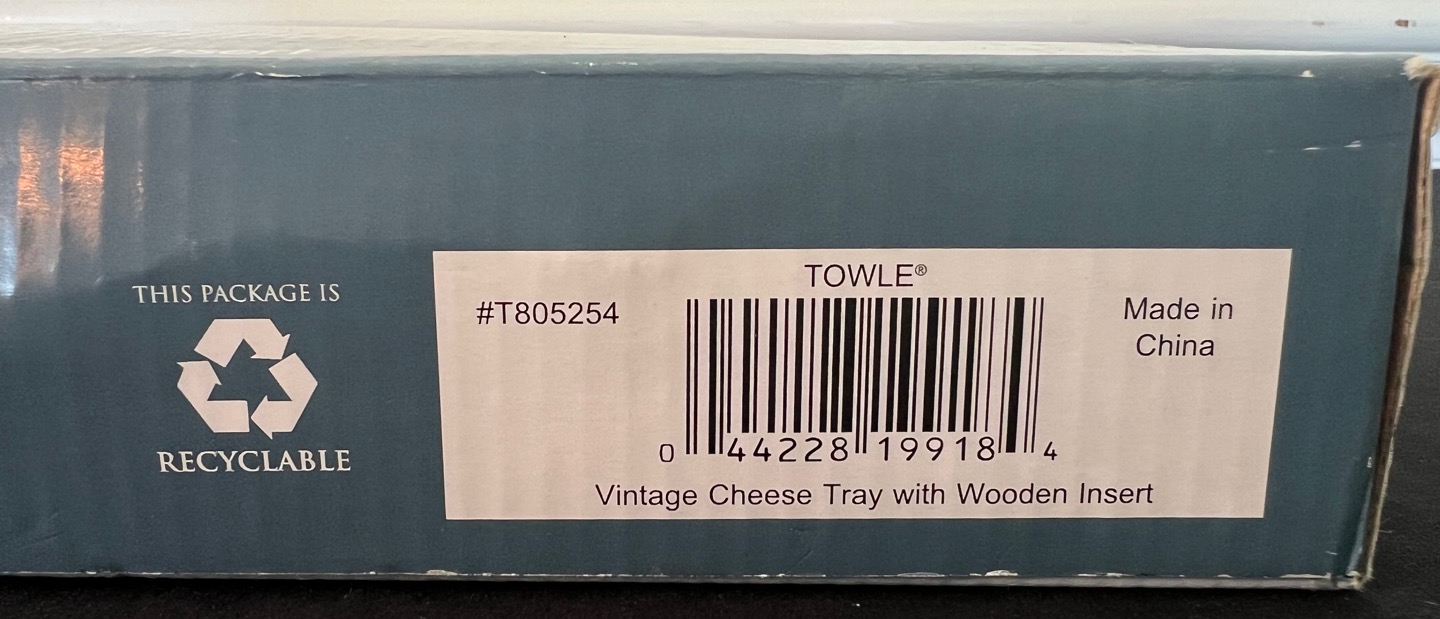 THIS PACKAGE IS
RECYCLABLE
TOWLE®
#T805254
Made in
China
0 44228 19918 4
Vintage Cheese Tray with Wooden Insert